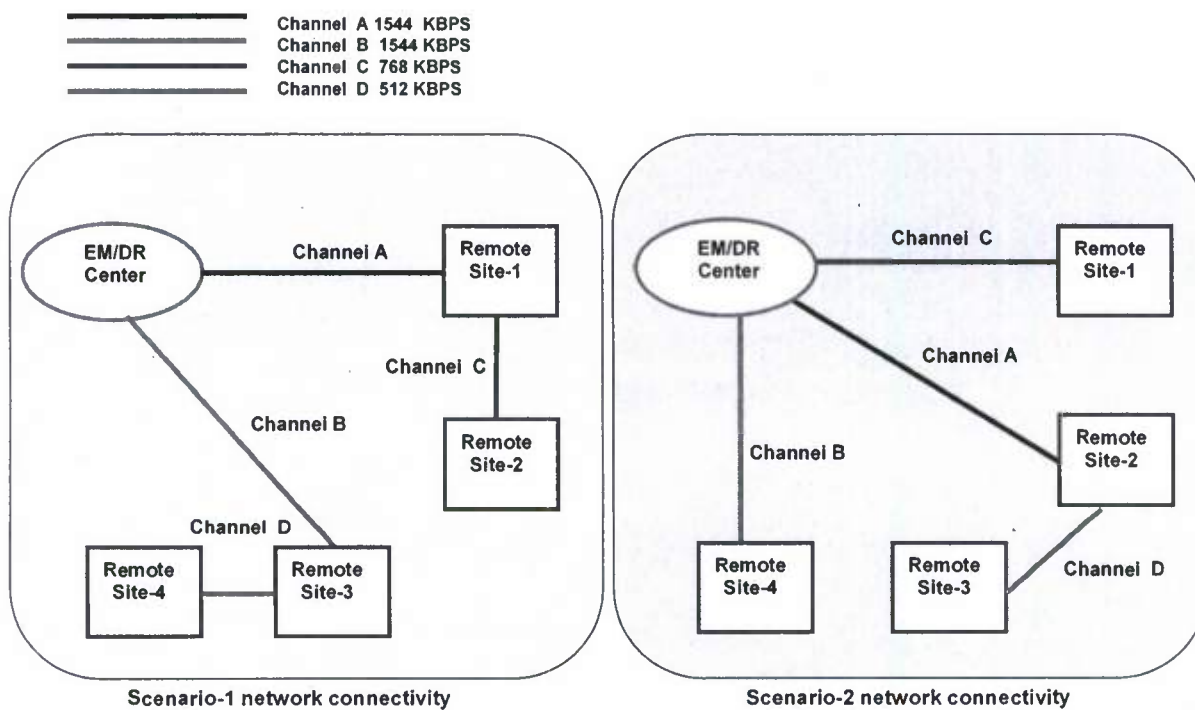 Channel A 1544 KBPS
Channel B 1544 KBPS
Channel C 768 KBPS
Channel D 512 KBPS
EM/DR
Center
Channel A
Remote
Site-1
Channel C
Channel B
Remote
Site-2
Channel D
Remote
Site-4
Remote
Site-3
Scenario-1 network connectivity
EM/DR
Center
Channel C
Remote
Site-1
Channel A
Channel B
Remote
Site-2
Remote
Site-4
Remote
Site-3
Channel D
Scenario-2 network connectivity